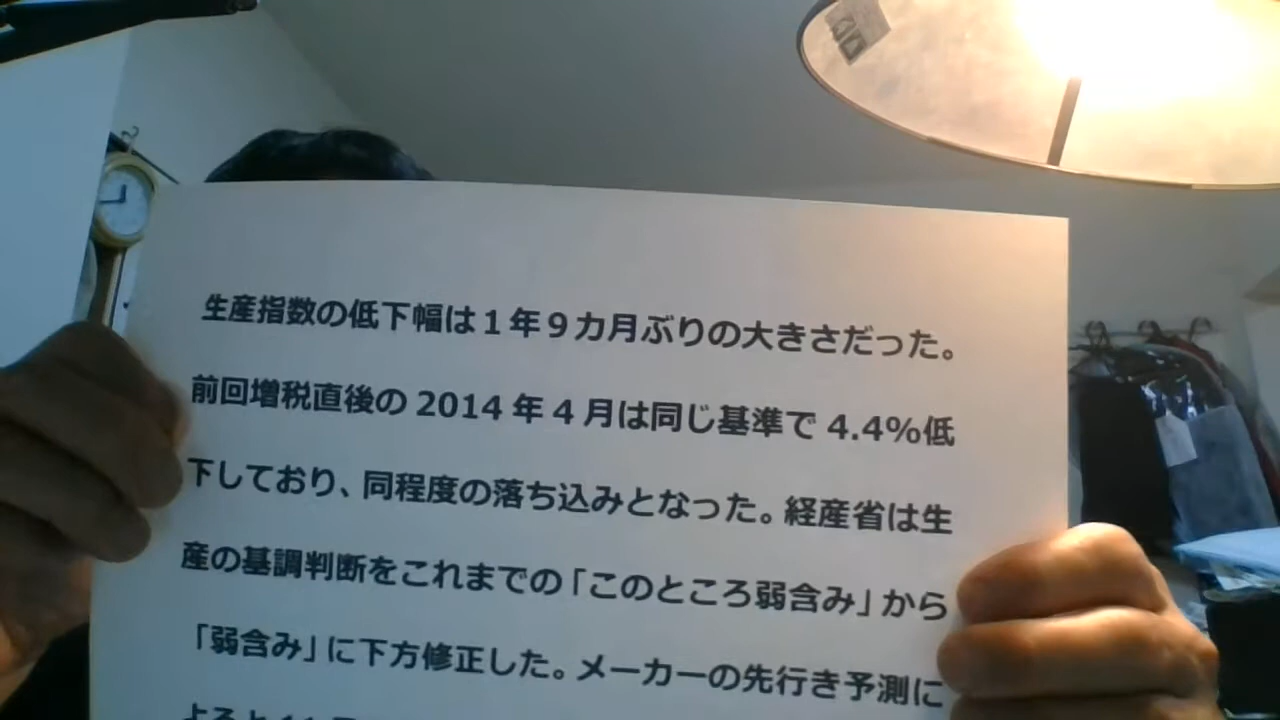 生産指数の低下幅は１年９カ月ぶりの大きさだった。
前回増税直後の 2014 年 4 月は同じ基準で 4.4%低
下しており、同程度の落ち込みとなった。経産省は生
産の基調判断をこれまでの「このところ弱含み」から
「弱含み」に下方修正した。メーカーの先行き予測に
よると